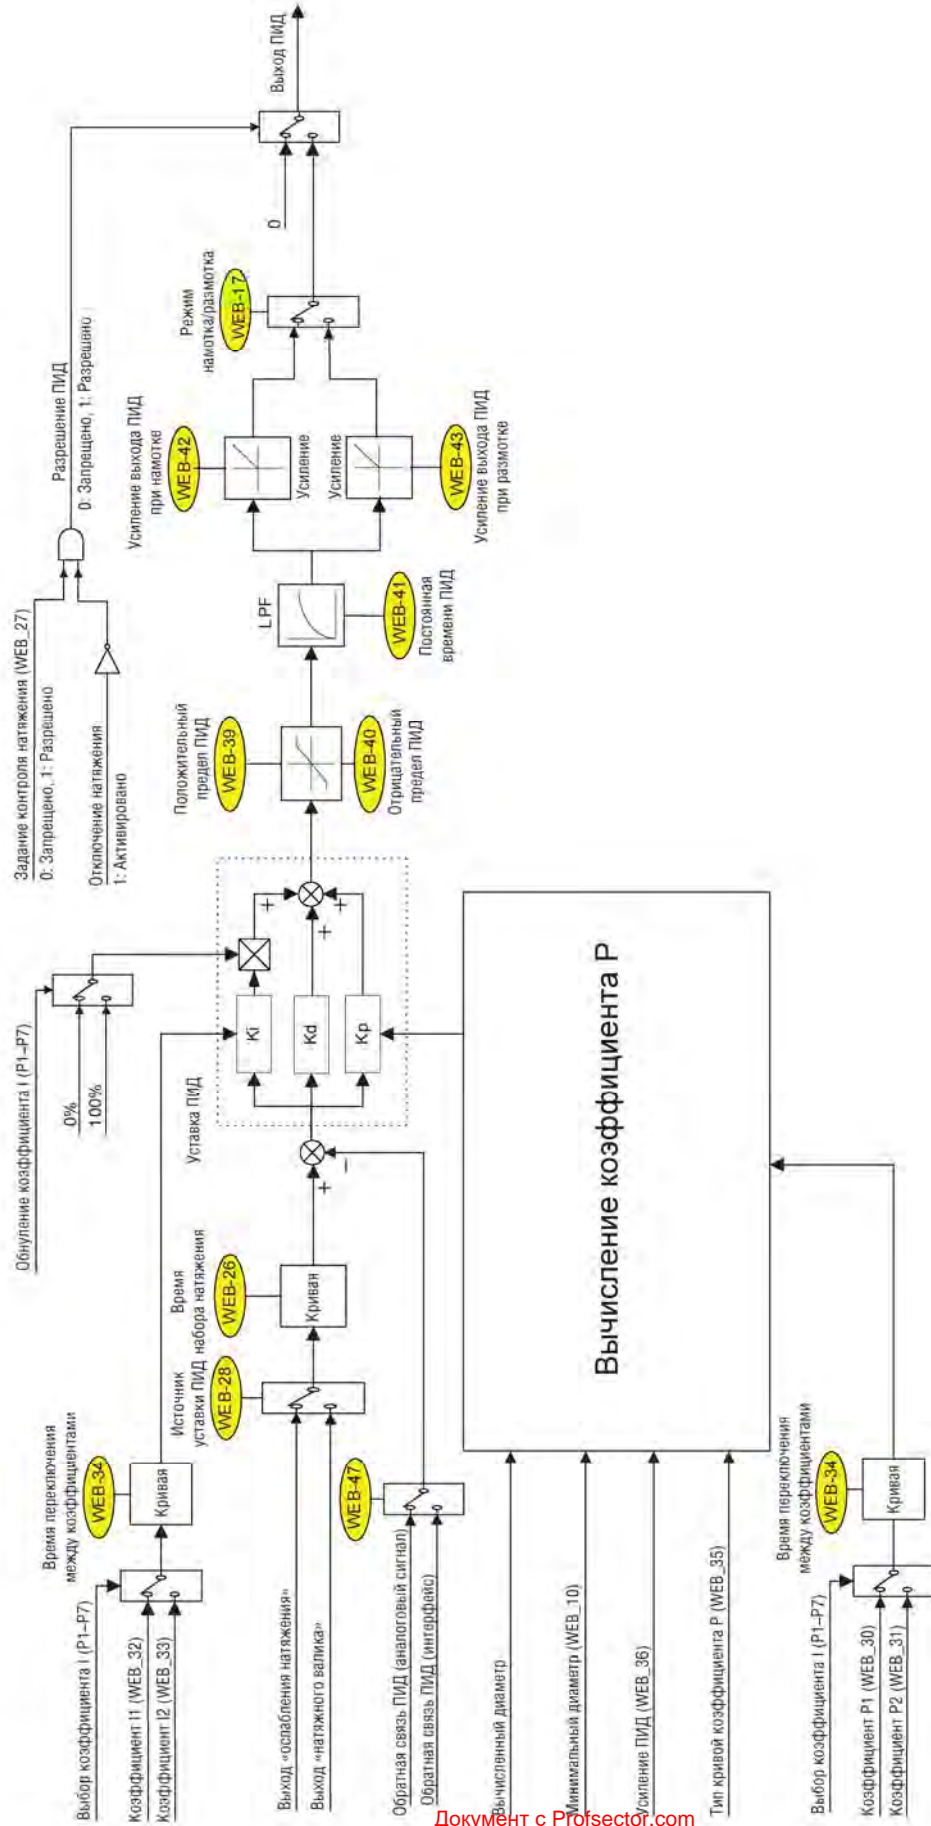 Выбор коэффициента I (P1–P7)
Коэффициент I1 (WEB_32)
Коэффициент I2 (WEB_33)
Время переключения
между коэффициентами
WEB-34
Кривая
Обнуление коэффициента I (P1–P7)
0%
100%
Задание контроля натяжения (WEB_27)
0: Запрещено, 1: Разрешено
Отключение натяжения
1: Активировано
Разрешение ПИД
0: Запрещено, 1: Разрешено
Выход «ослабления натяжения»
Выход «натяжного валика»
Источник
уставки ПИД
WEB-28
Время
набора натяжения
WEB-26
Кривая
Уставка ПИД
+
–
Ki
Kd
Kp
+
+
+
Положительный
предел ПИД
WEB-39
WEB-40
Отрицательный
предел ПИД
LPF
WEB-41
Постоянная
времени ПИД
Усиление выхода ПИД
при намотке
WEB-42
Усиление
Усиление
WEB-43
Усиление выхода ПИД
при размотке
Режим
намотка/размотка
WEB-17
0
Выход ПИД
WEB-47
Обратная связь ПИД (аналоговый сигнал)
Обратная связь ПИД (интерфейс)
Вычисленный диаметр
Минимальный диаметр (WEB_10)
Усиление ПИД (WEB_36)
Тип кривой коэффициента P (WEB_35)
Вычисление коэффициента P
Выбор коэффициента I (P1–P7)
Коэффициент P1 (WEB_30)
Коэффициент P2 (WEB_31)
Время переключения
между коэффициентами
WEB-34
Кривая
Документ с Profsector.com